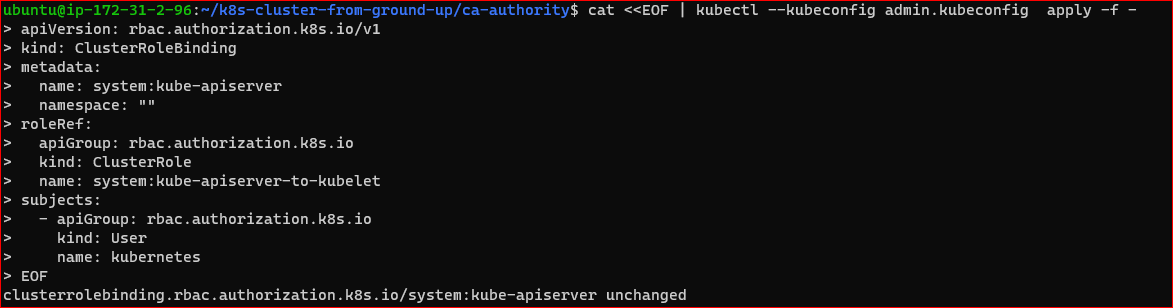 ubuntu@ip-172-31-2-96:~/k8s-cluster-from-ground-up/ca-authority$ cat <<EOF | kubectl --kubeconfig admin.kubeconfig  apply -f -
> apiVersion: rbac.authorization.k8s.io/v1
> kind: ClusterRoleBinding
> metadata:
>   name: system:kube-apiserver
>   namespace: ""
> roleRef:
>   apiGroup: rbac.authorization.k8s.io
>   kind: ClusterRole
>   name: system:kube-apiserver-to-kubelet
> subjects:
>   - apiGroup: rbac.authorization.k8s.io
>     kind: User
>     name: kubernetes
> EOF
clusterrolebinding.rbac.authorization.k8s.io/system:kube-apiserver unchanged